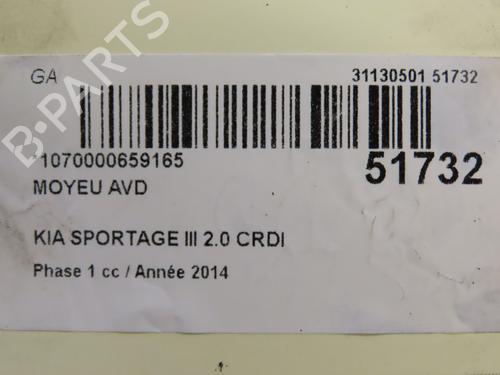 GA
31130501 51732
1070000659165
51732
MOYEU AVD
KIA SPORTAGE III 2.0 CRDI
Phase 1 cc / Année 2014
B-PARTS